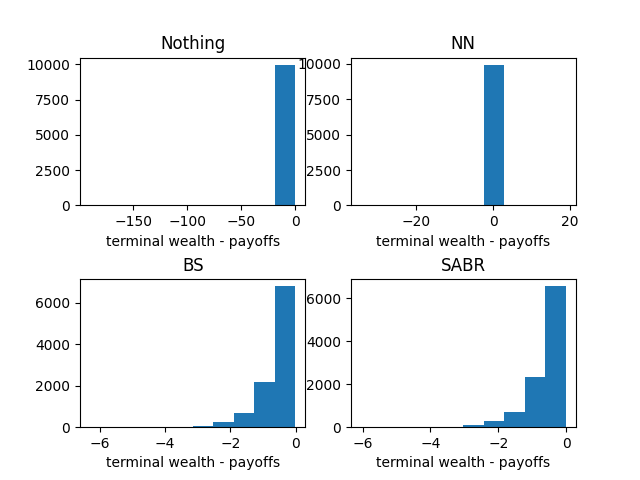 Nothing
10000
7500
5000
2500
0
−150 −100 −50 0
terminal wealth - payoffs
NN
10000
7500
5000
2500
0
−20 0 20
terminal wealth - payoffs
BS
6000
4000
2000
0
−6 −4 −2 0
terminal wealth - payoffs
SABR
6000
4000
2000
0
−6 −4 −2 0
terminal wealth - payoffs